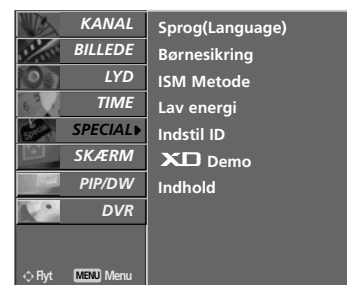 KANAL
BILLEDE
LYD
TIME
SPECIAL
SKÆRM
PIP/DW
DVR
Flyt MENU Menu
Sprog(Language)
Børnesikring
ISM Metode
Lav energi
Indstil ID
XD Demo
Indhold